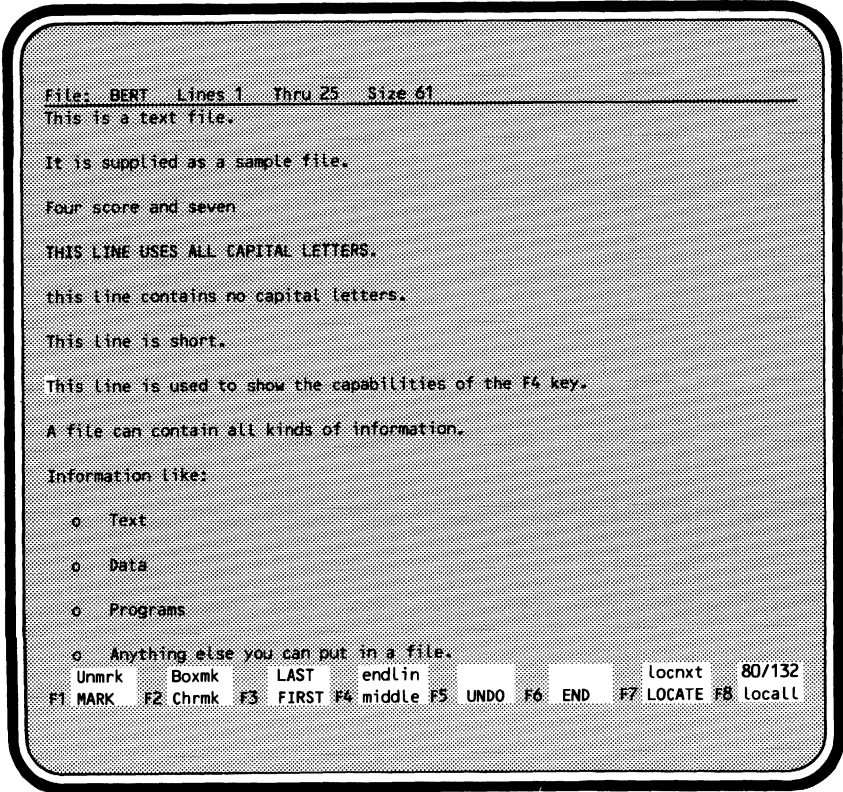 File: BERT Lines 1 Thru 25 Size 61
This is a text file.
It is supplied as a sample file.
Four score and seven
THIS LINE USES ALL CAPITAL LETTERS.
this line contains no capital letters.
This line is short.
This line is used to show the capabilities of the F4 key.
A file can contain all kinds of information.
Information like:
o Text
o Data
o Programs
o Anything else you can put in a file.
Unmrk Boxmk LAST endlin locnxt 80/132
F1 MARK F2 Chrmk F3 FIRST F4 middle F5 UNDO F6 END F7 LOCATE F8 locall